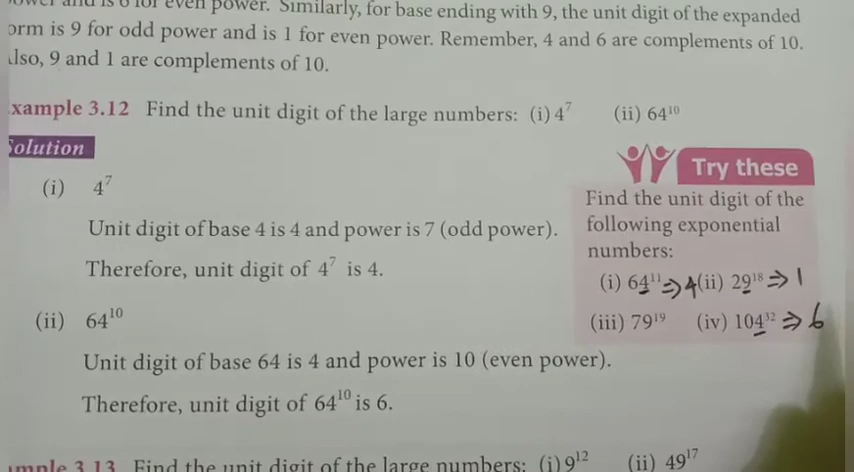 is 6 for even power. Similarly, for base ending with 9, the unit digit of the expanded
orm is 9 for odd power and is 1 for even power. Remember, 4 and 6 are complements of 10.
lso, 9 and 1 are complements of 10.
xample 3.12 Find the unit digit of the large numbers: (i) 4⁷ (ii) 64¹⁰
Solution
(i) 4⁷
Unit digit of base 4 is 4 and power is 7 (odd power).
Therefore, unit digit of 4⁷ is 4.
(ii) 64¹⁰
Unit digit of base 64 is 4 and power is 10 (even power).
Therefore, unit digit of 64¹⁰ is 6.
Try these
Find the unit digit of the
following exponential
numbers:
(i) 64¹¹ ⇒ 4 (ii) 29¹⁸ ⇒ 1
(iii) 79¹⁹ (iv) 104³² ⇒ 6
mple 3.13 Find the unit digit of the large numbers: (i) 9¹² (ii) 49¹⁷